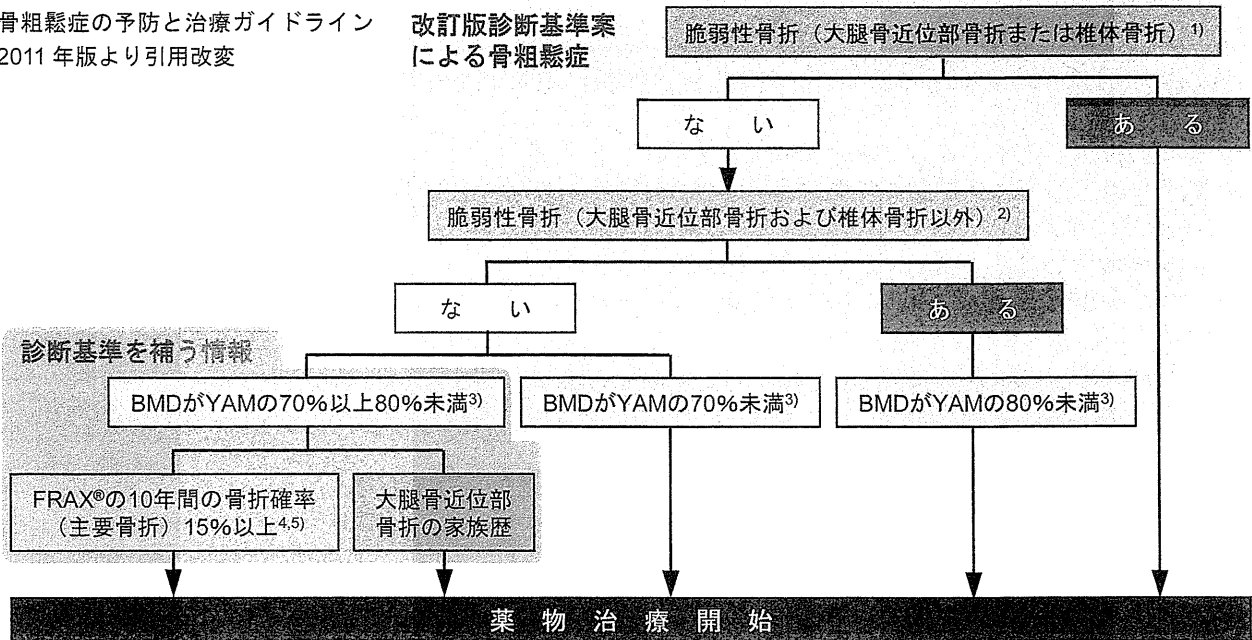 骨粗鬆症の予防と治療ガイドライン
2011年版より引用改変
改訂版診断基準案
による骨粗鬆症
脆弱性骨折（大腿骨近位部骨折または椎体骨折）1)
な い
あ る
脆弱性骨折（大腿骨近位部骨折および椎体骨折以外）2)
な い
あ る
診断基準を補う情報
BMDがYAMの70%以上80%未満3)
BMDがYAMの70%未満3)
BMDがYAMの80%未満3)
FRAX®の10年間の骨折確率
（主要骨折）15%以上4,5)
大腿骨近位部
骨折の家族歴
薬 物 治 療 開 始